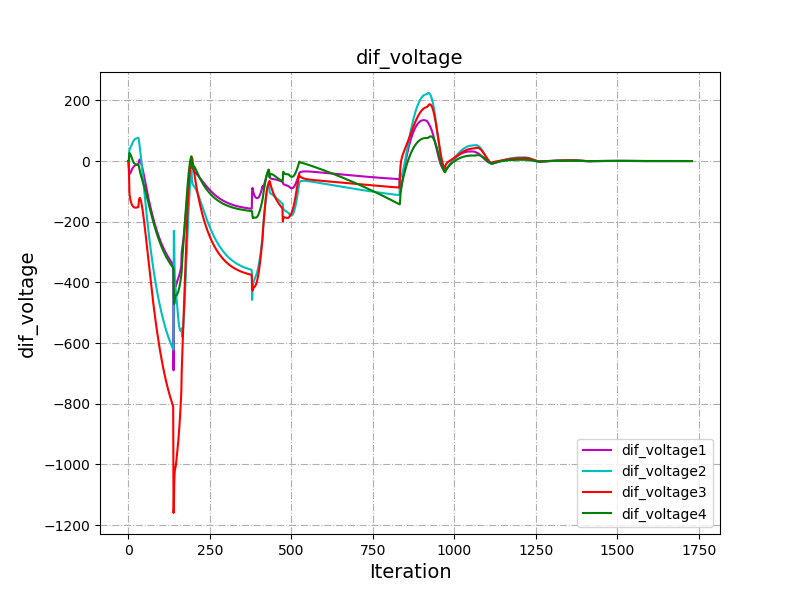 dif_voltage
dif_voltage
200
0
−200
−400
−600
−800
−1000
−1200
0
250
500
750
1000
1250
1500
1750
Iteration
dif_voltage1
dif_voltage2
dif_voltage3
dif_voltage4